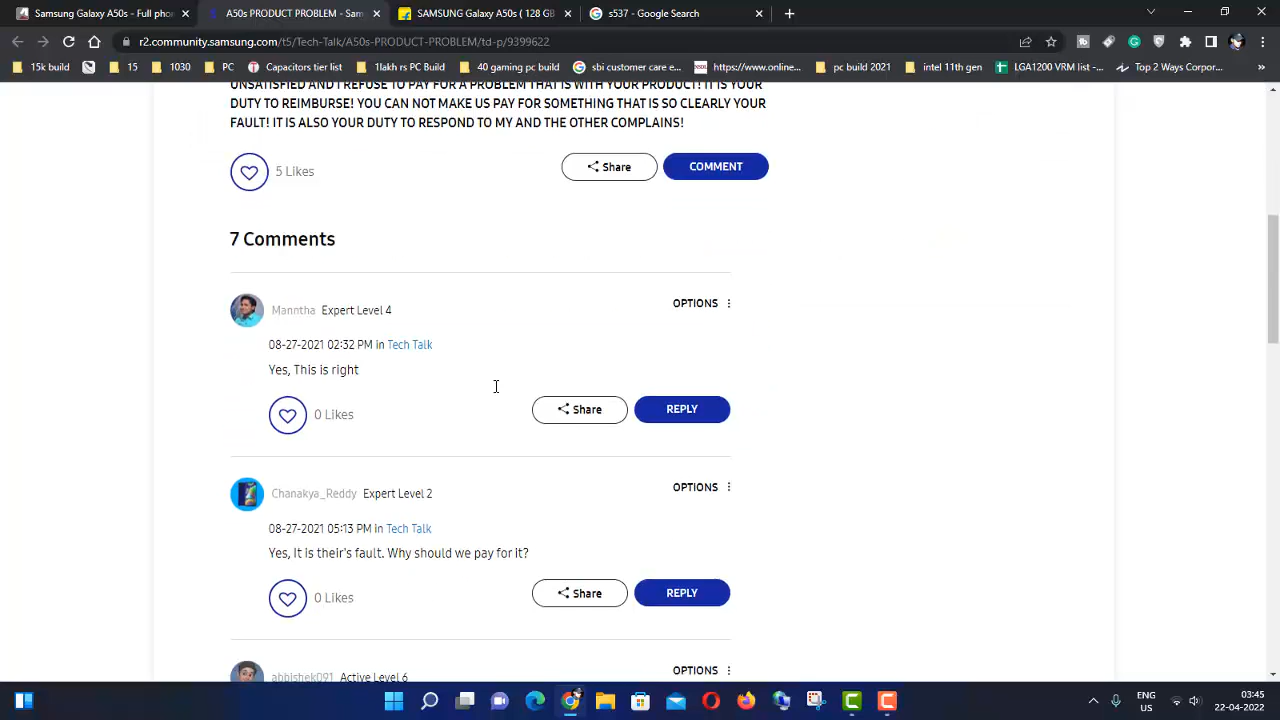 Samsung Galaxy A50s - Full phon
A50s PRODUCT PROBLEM - Sam
SAMSUNG Galaxy A50s ( 128 GB
s537 - Google Search
r2.community.samsung.com/t5/Tech-Talk/A50s-PRODUCT-PROBLEM/td-p/9399622
15k build
15
1030
PC
Capacitors tier list
1lakh rs PC Build
40 gaming pc build
sbi customer care e...
https://www.online...
pc build 2021
intel 11th gen
LGA1200 VRM list -...
Top 2 Ways Corpor...
»
UNSATISFIED AND I REFUSE TO PAY FOR A PROBLEM THAT IS WITH YOUR PRODUCT! IT IS YOUR
DUTY TO REIMBURSE! YOU CAN NOT MAKE US PAY FOR SOMETHING THAT IS SO CLEARLY YOUR
FAULT! IT IS ALSO YOUR DUTY TO RESPOND TO MY AND THE OTHER COMPLAINS!
5 Likes
Share
COMMENT
7 Comments
Manntha Expert Level 4
OPTIONS
08-27-2021 02:32 PM in Tech Talk
Yes, This is right
0 Likes
Share
REPLY
Chanakya_Reddy Expert Level 2
OPTIONS
08-27-2021 05:13 PM in Tech Talk
Yes, It is their's fault. Why should we pay for it?
0 Likes
Share
REPLY
abhishek091 Active Level 6
OPTIONS
ENG
US
03:45
22-04-2022